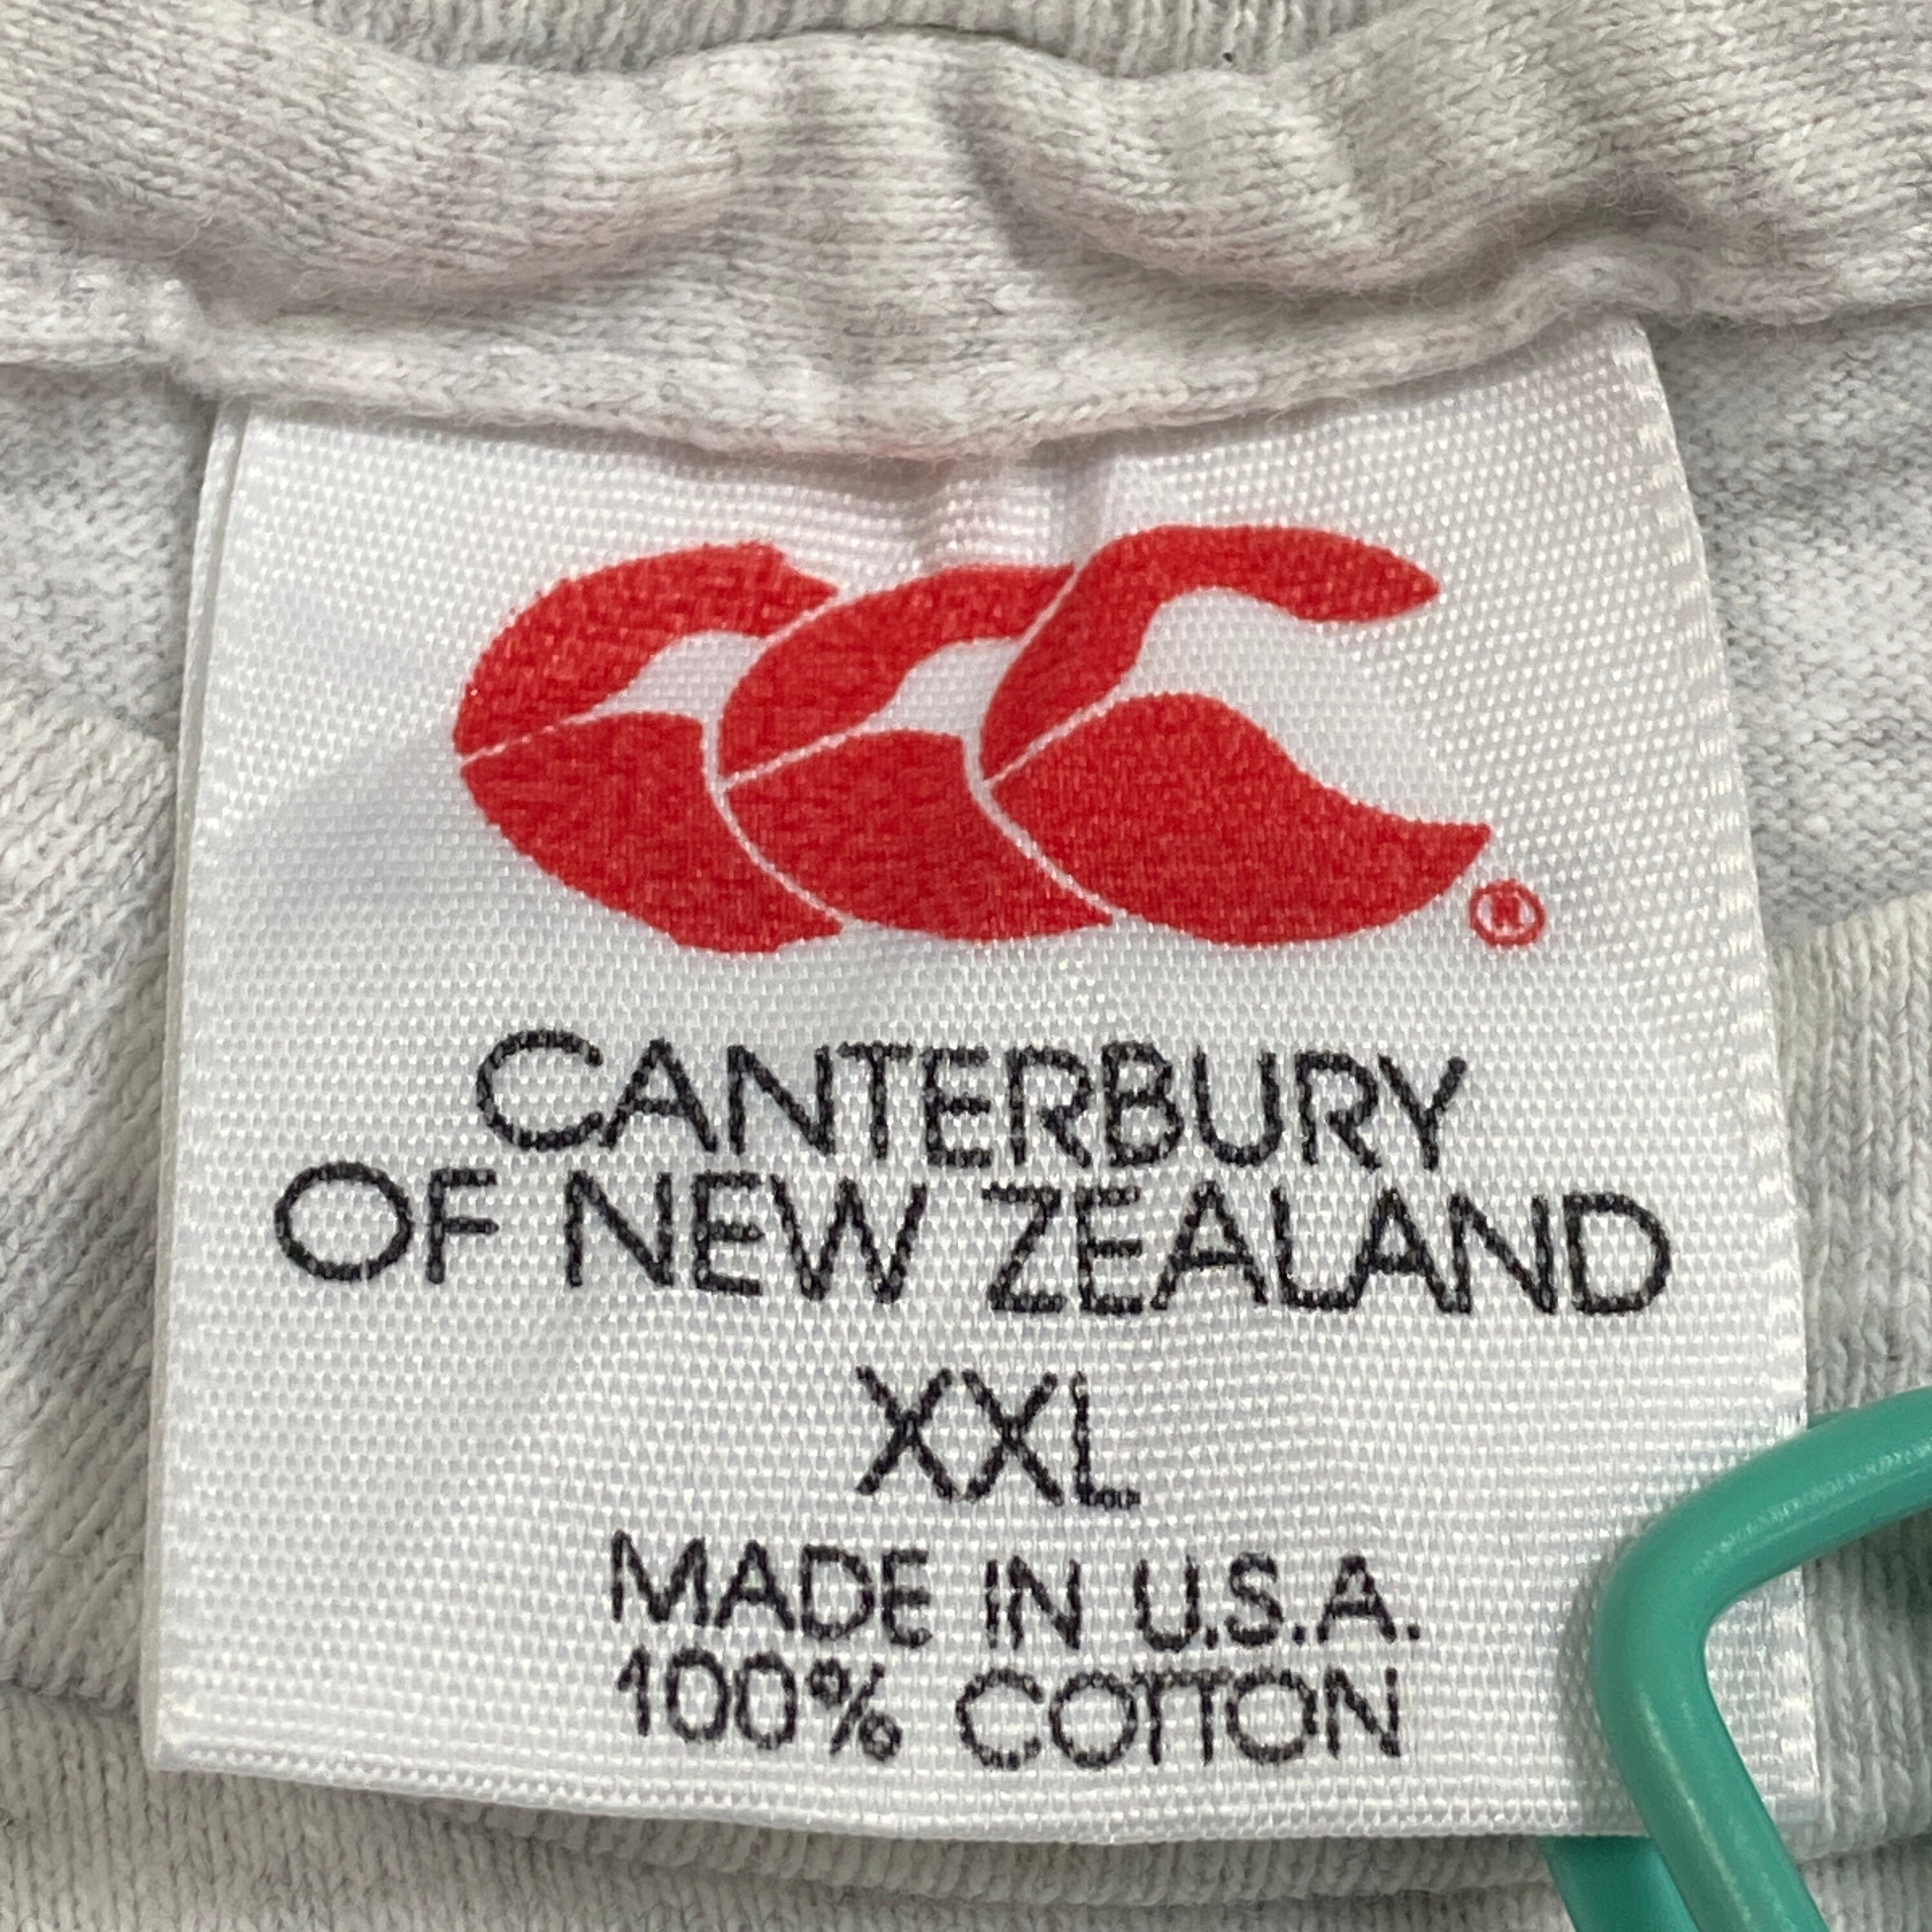 ®
CANTERBURY
OF NEW ZEALAND
XXL
MADE IN U.S.A.
100% COTTON